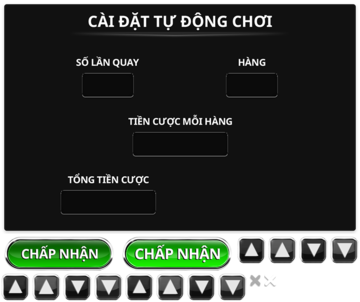 CÀI ĐẶT TỰ ĐỘNG CHƠI
SỐ LẦN QUAY
HÀNG
TIỀN CƯỢC MỖI HÀNG
TỔNG TIỀN CƯỢC
CHẤP NHẬN
CHẤP NHẬN